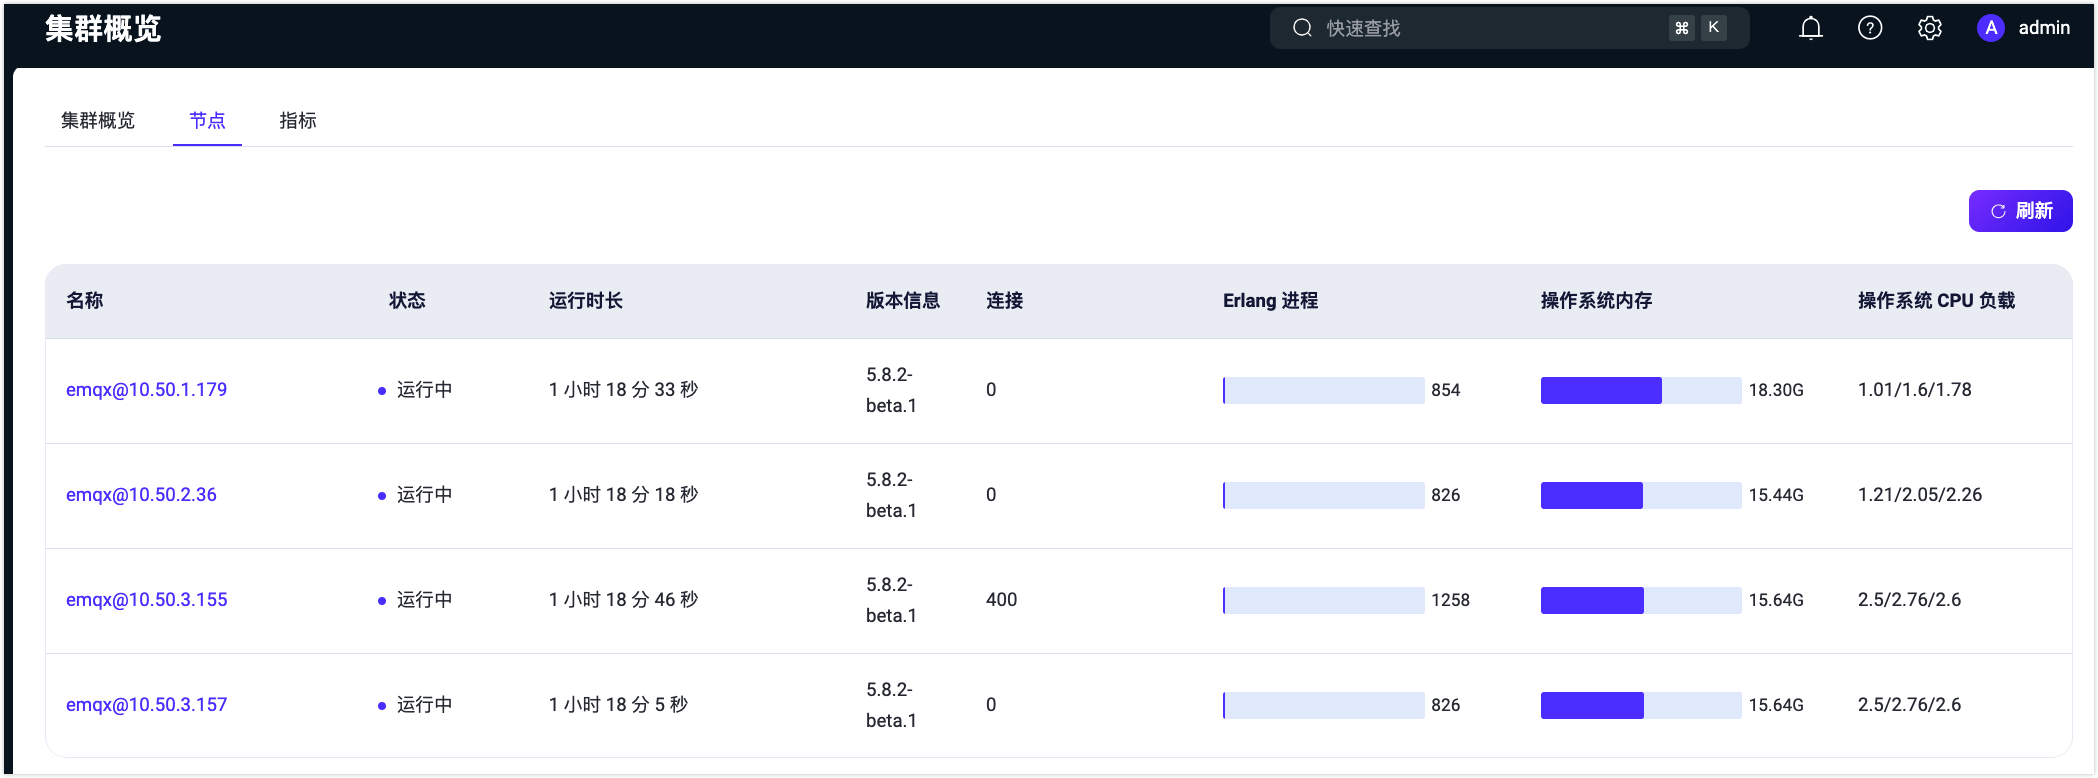 集群概览
快速查找 ⌘ K
A admin
集群概览 节点 指标
刷新
名称 状态 运行时长 版本信息 连接 Erlang 进程 操作系统内存 操作系统 CPU 负载
emqx@10.50.1.179 运行中 1 小时 18 分 33 秒 5.8.2-
beta.1 0 854 18.30G 1.01/1.6/1.78
emqx@10.50.2.36 运行中 1 小时 18 分 18 秒 5.8.2-
beta.1 0 826 15.44G 1.21/2.05/2.26
emqx@10.50.3.155 运行中 1 小时 18 分 46 秒 5.8.2-
beta.1 400 1258 15.64G 2.5/2.76/2.6
emqx@10.50.3.157 运行中 1 小时 18 分 5 秒 5.8.2-
beta.1 0 826 15.64G 2.5/2.76/2.6